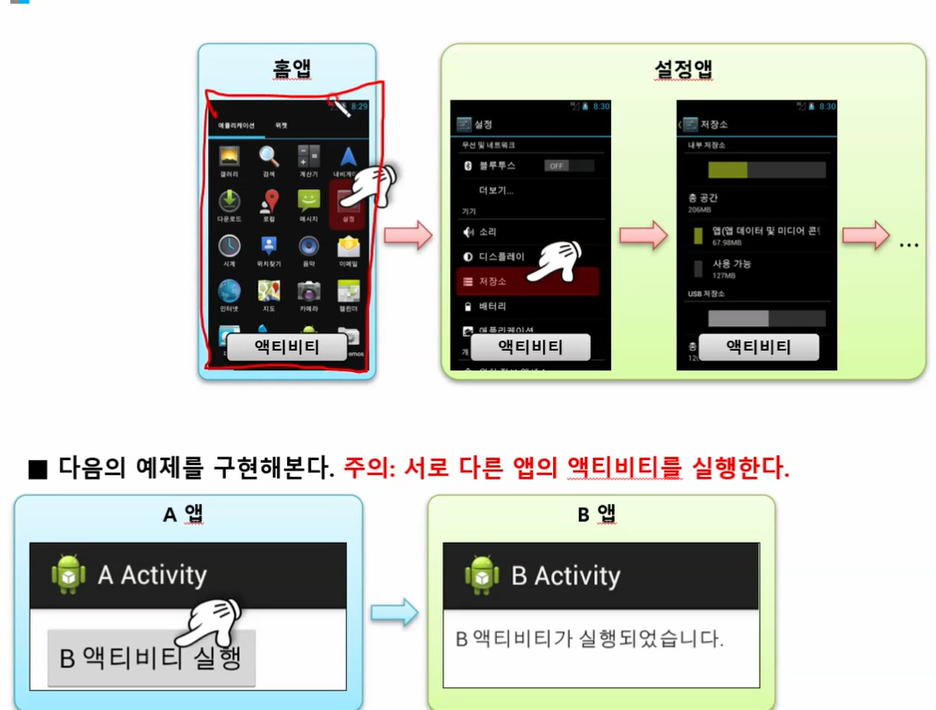 홈앱
설정앱
8:29
애플리케이션 위젯
갤러리 검색 계산기
다운로드 로컬 메시지 설정
시계 위치찾기 음악 이메일
인터넷 지도 카메라 캘린더
액티비티
8:30
설정
무선 및 네트워크
블루투스 OFF
더보기...
기기
소리
디스플레이
저장소
배터리
애플리케이션
액티비티
8:30
저장소
내부 저장소
총 공간
206MB
앱(앱 데이터 및 미디어 콘
67.98MB
사용 가능
127MB
USB 저장소
액티비티
...
■ 다음의 예제를 구현해본다. 주의: 서로 다른 앱의 액티비티를 실행한다.
A 앱
A Activity
B 액티비티 실행
B 앱
B Activity
B 액티비티가 실행되었습니다.